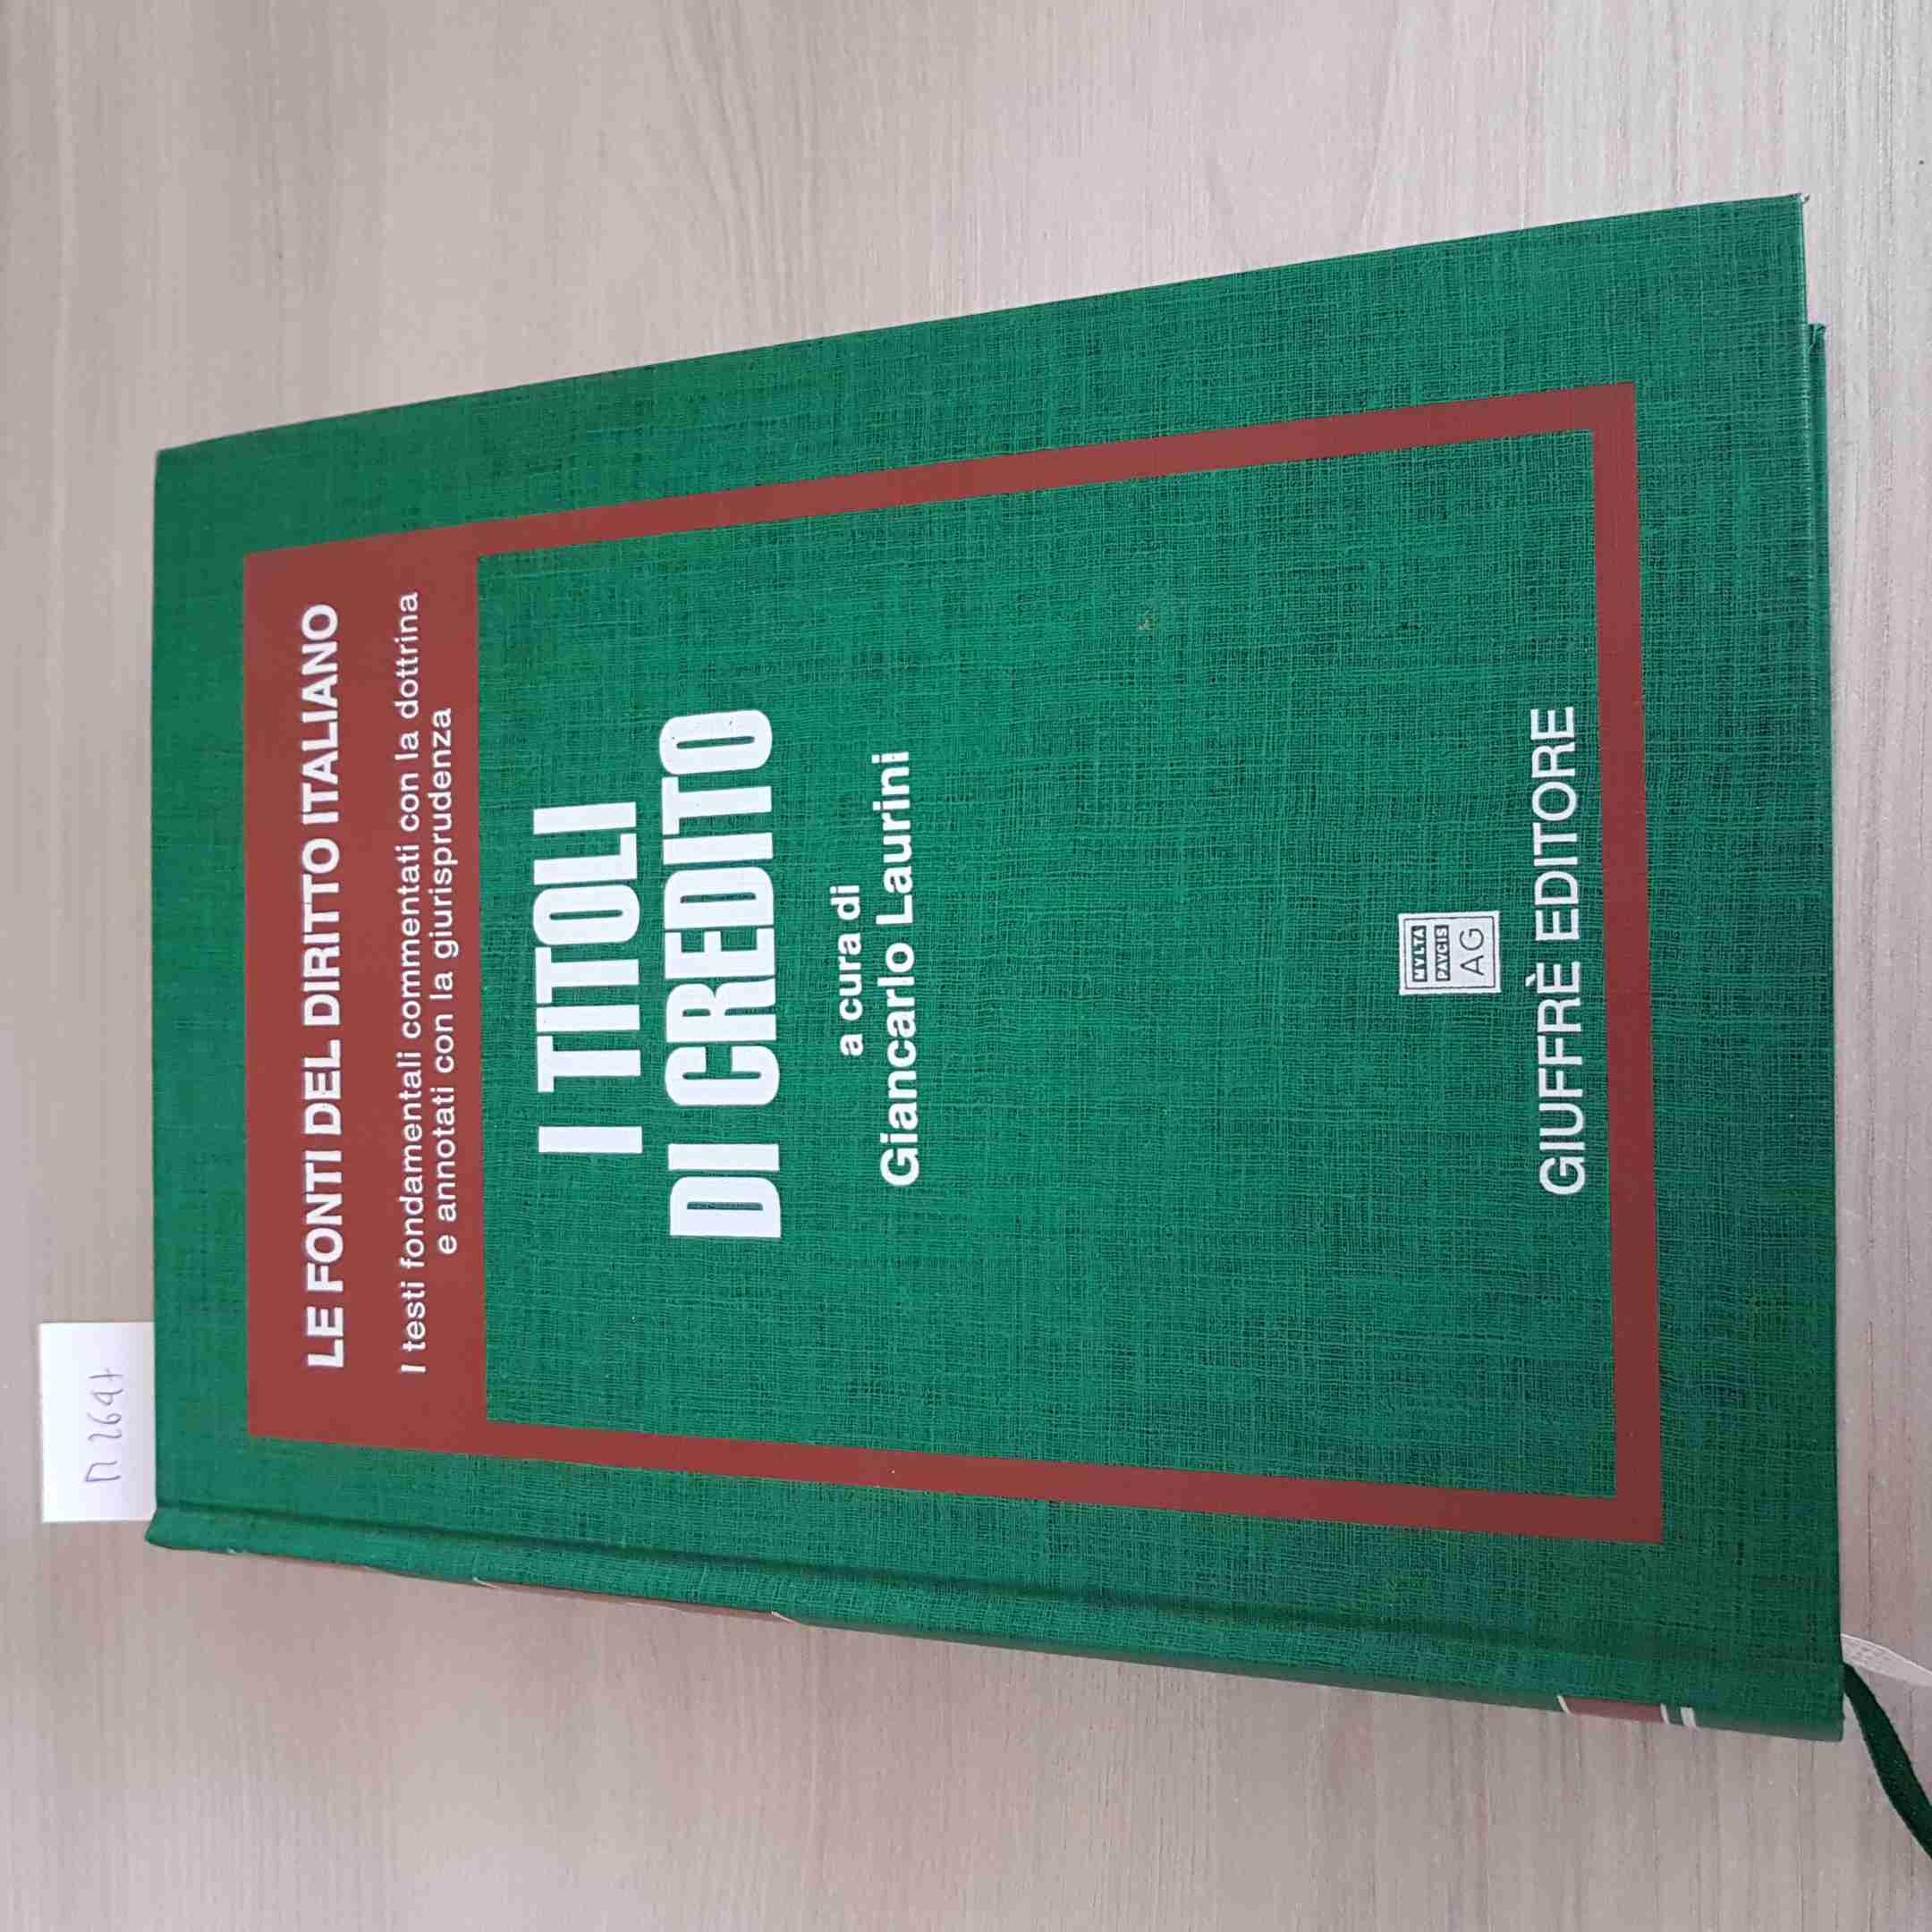 LE FONTI DEL DIRITTO ITALIANO
I testi fondamentali commentati con la dottrina
e annotati con la giurisprudenza
I TITOLI
DI CREDITO
a cura di
Giancarlo Laurini
MVLTA
PAVCIS
AG
GIUFFRÈ EDITORE